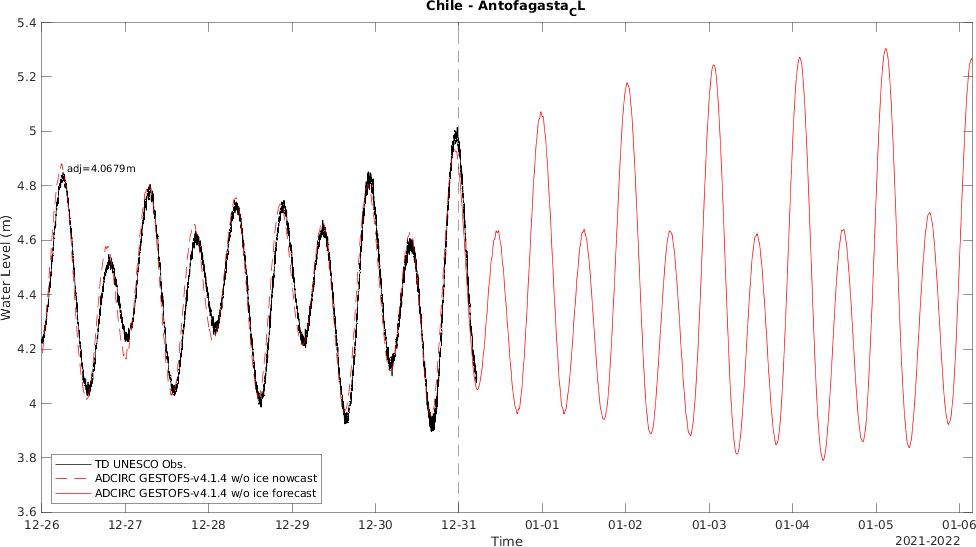 Chile - Antofagasta_CL
5.4
5.2
5
4.8
4.6
4.4
4.2
4
3.8
3.6
Water Level (m)
adj=4.0679m
TD UNESCO Obs.
ADCIRC GESTOFS-v4.1.4 w/o ice nowcast
ADCIRC GESTOFS-v4.1.4 w/o ice forecast
12-26 12-27 12-28 12-29 12-30 12-31 01-01 01-02 01-03 01-04 01-05 01-06
Time
2021-2022